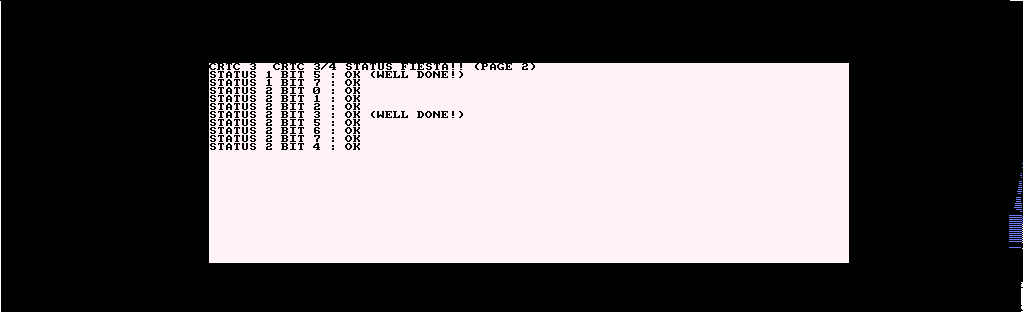 CRTC 3  CRTC 3/4 STATUS FIESTA!! (PAGE 2)
STATUS 1 BIT 5 : OK (WELL DONE!)
STATUS 1 BIT 7 : OK
STATUS 2 BIT 0 : OK
STATUS 2 BIT 1 : OK
STATUS 2 BIT 2 : OK
STATUS 2 BIT 3 : OK (WELL DONE!)
STATUS 2 BIT 5 : OK
STATUS 2 BIT 6 : OK
STATUS 2 BIT 7 : OK
STATUS 2 BIT 4 : OK